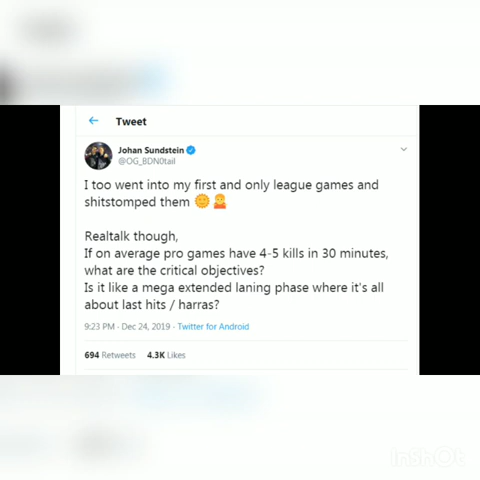 Tweet
Johan Sundstein
@OG_BDN0tail
I too went into my first and only league games and
shitstomped them 🌞🤷
Realtalk though,
If on average pro games have 4-5 kills in 30 minutes,
what are the critical objectives?
Is it like a mega extended laning phase where it's all
about last hits / harras?
9:23 PM · Dec 24, 2019 · Twitter for Android
694 Retweets 4.3K Likes